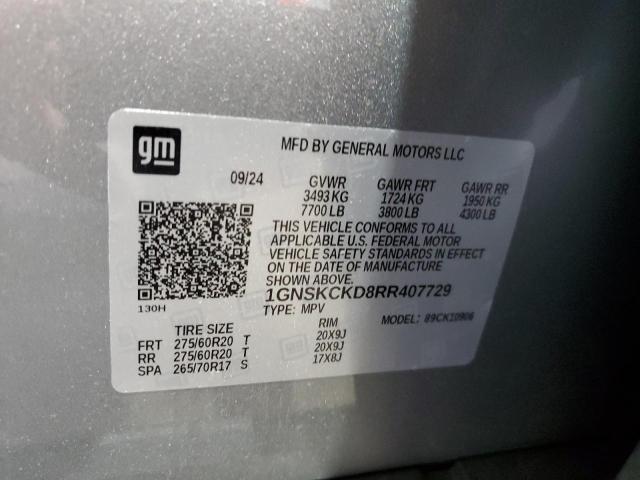 gm
MFD BY GENERAL MOTORS LLC
09/24 GVWR GAWR FRT GAWR RR
3493 KG 1724 KG 1950 KG
7700 LB 3800 LB 4300 LB
THIS VEHICLE CONFORMS TO ALL
APPLICABLE U.S. FEDERAL MOTOR
VEHICLE SAFETY STANDARDS IN EFFECT
ON THE DATE OF MANUFACTURE
SHOWN ABOVE.
130H
1GNSKCKD8RR407729
TYPE: MPV MODEL: 89CK10906
TIRE SIZE RIM
FRT 275/60R20 T 20X9J
RR 275/60R20 T 20X9J
SPA 265/70R17 S 17X8J